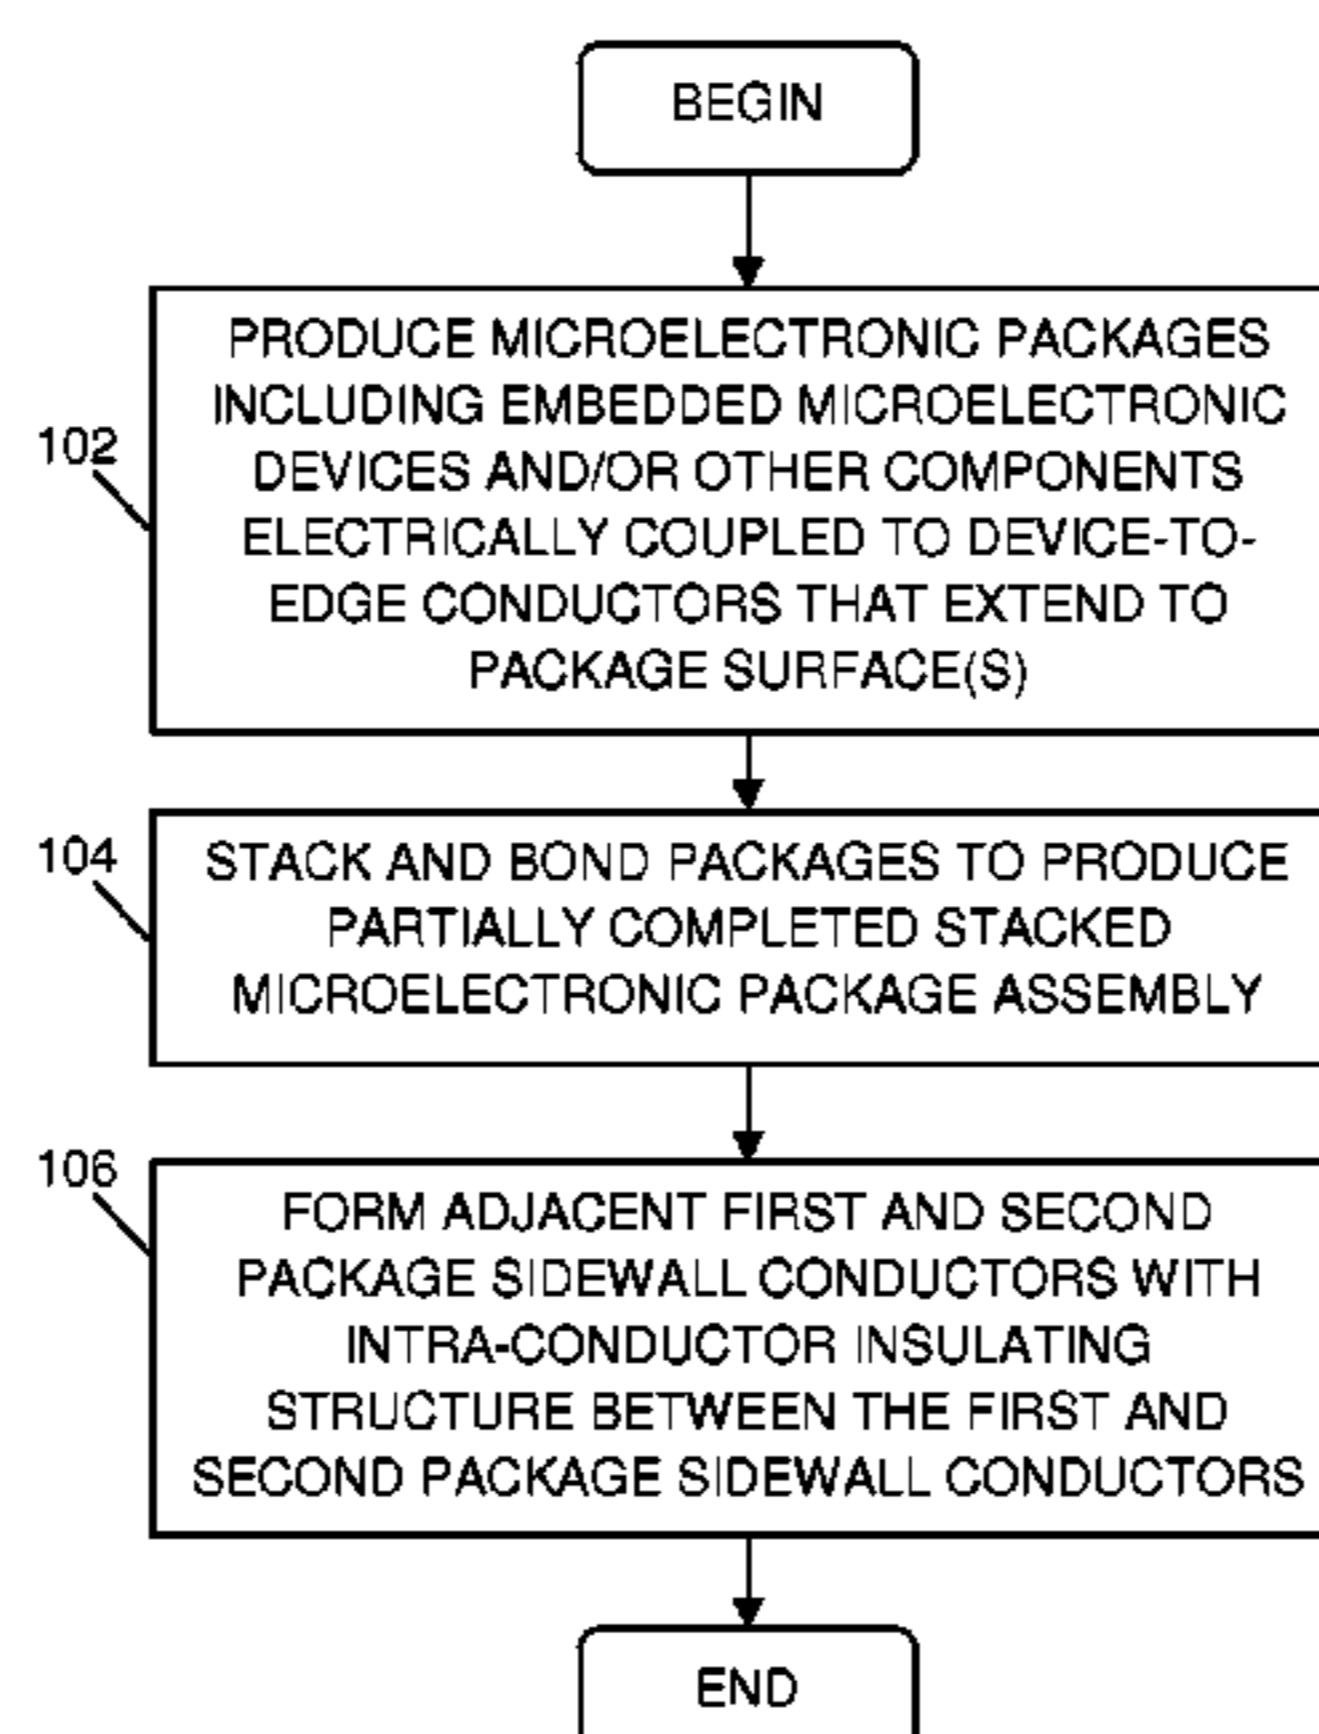 BEGIN
102
PRODUCE MICROELECTRONIC PACKAGES
INCLUDING EMBEDDED MICROELECTRONIC
DEVICES AND/OR OTHER COMPONENTS
ELECTRICALLY COUPLED TO DEVICE-TO-
EDGE CONDUCTORS THAT EXTEND TO
PACKAGE SURFACE(S)
104
STACK AND BOND PACKAGES TO PRODUCE
PARTIALLY COMPLETED STACKED
MICROELECTRONIC PACKAGE ASSEMBLY
106
FORM ADJACENT FIRST AND SECOND
PACKAGE SIDEWALL CONDUCTORS WITH
INTRA-CONDUCTOR INSULATING
STRUCTURE BETWEEN THE FIRST AND
SECOND PACKAGE SIDEWALL CONDUCTORS
END